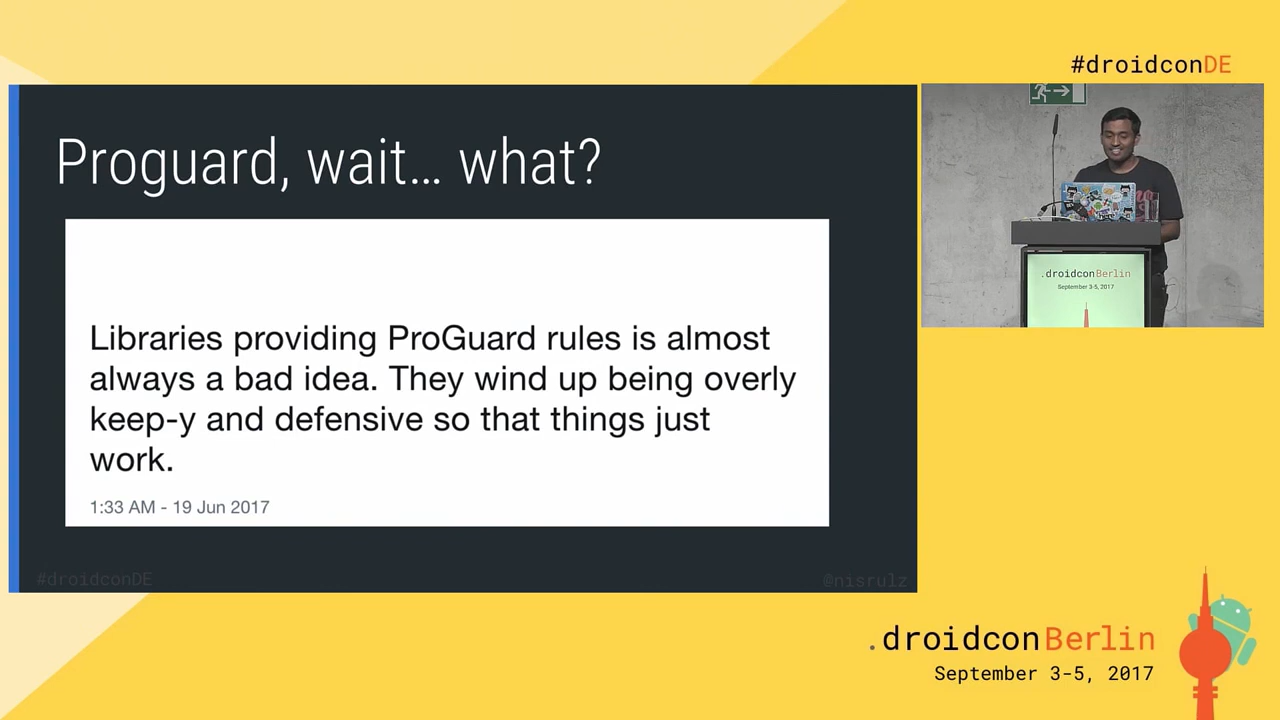 #droidconDE
Proguard, wait... what?
Libraries providing ProGuard rules is almost
always a bad idea. They wind up being overly
keep-y and defensive so that things just
work.
1:33 AM - 19 Jun 2017
#droidconDE
@nisrulz
.droidconBerlin
September 3-5, 2017
.droidconBerlin
September 3-5, 2017